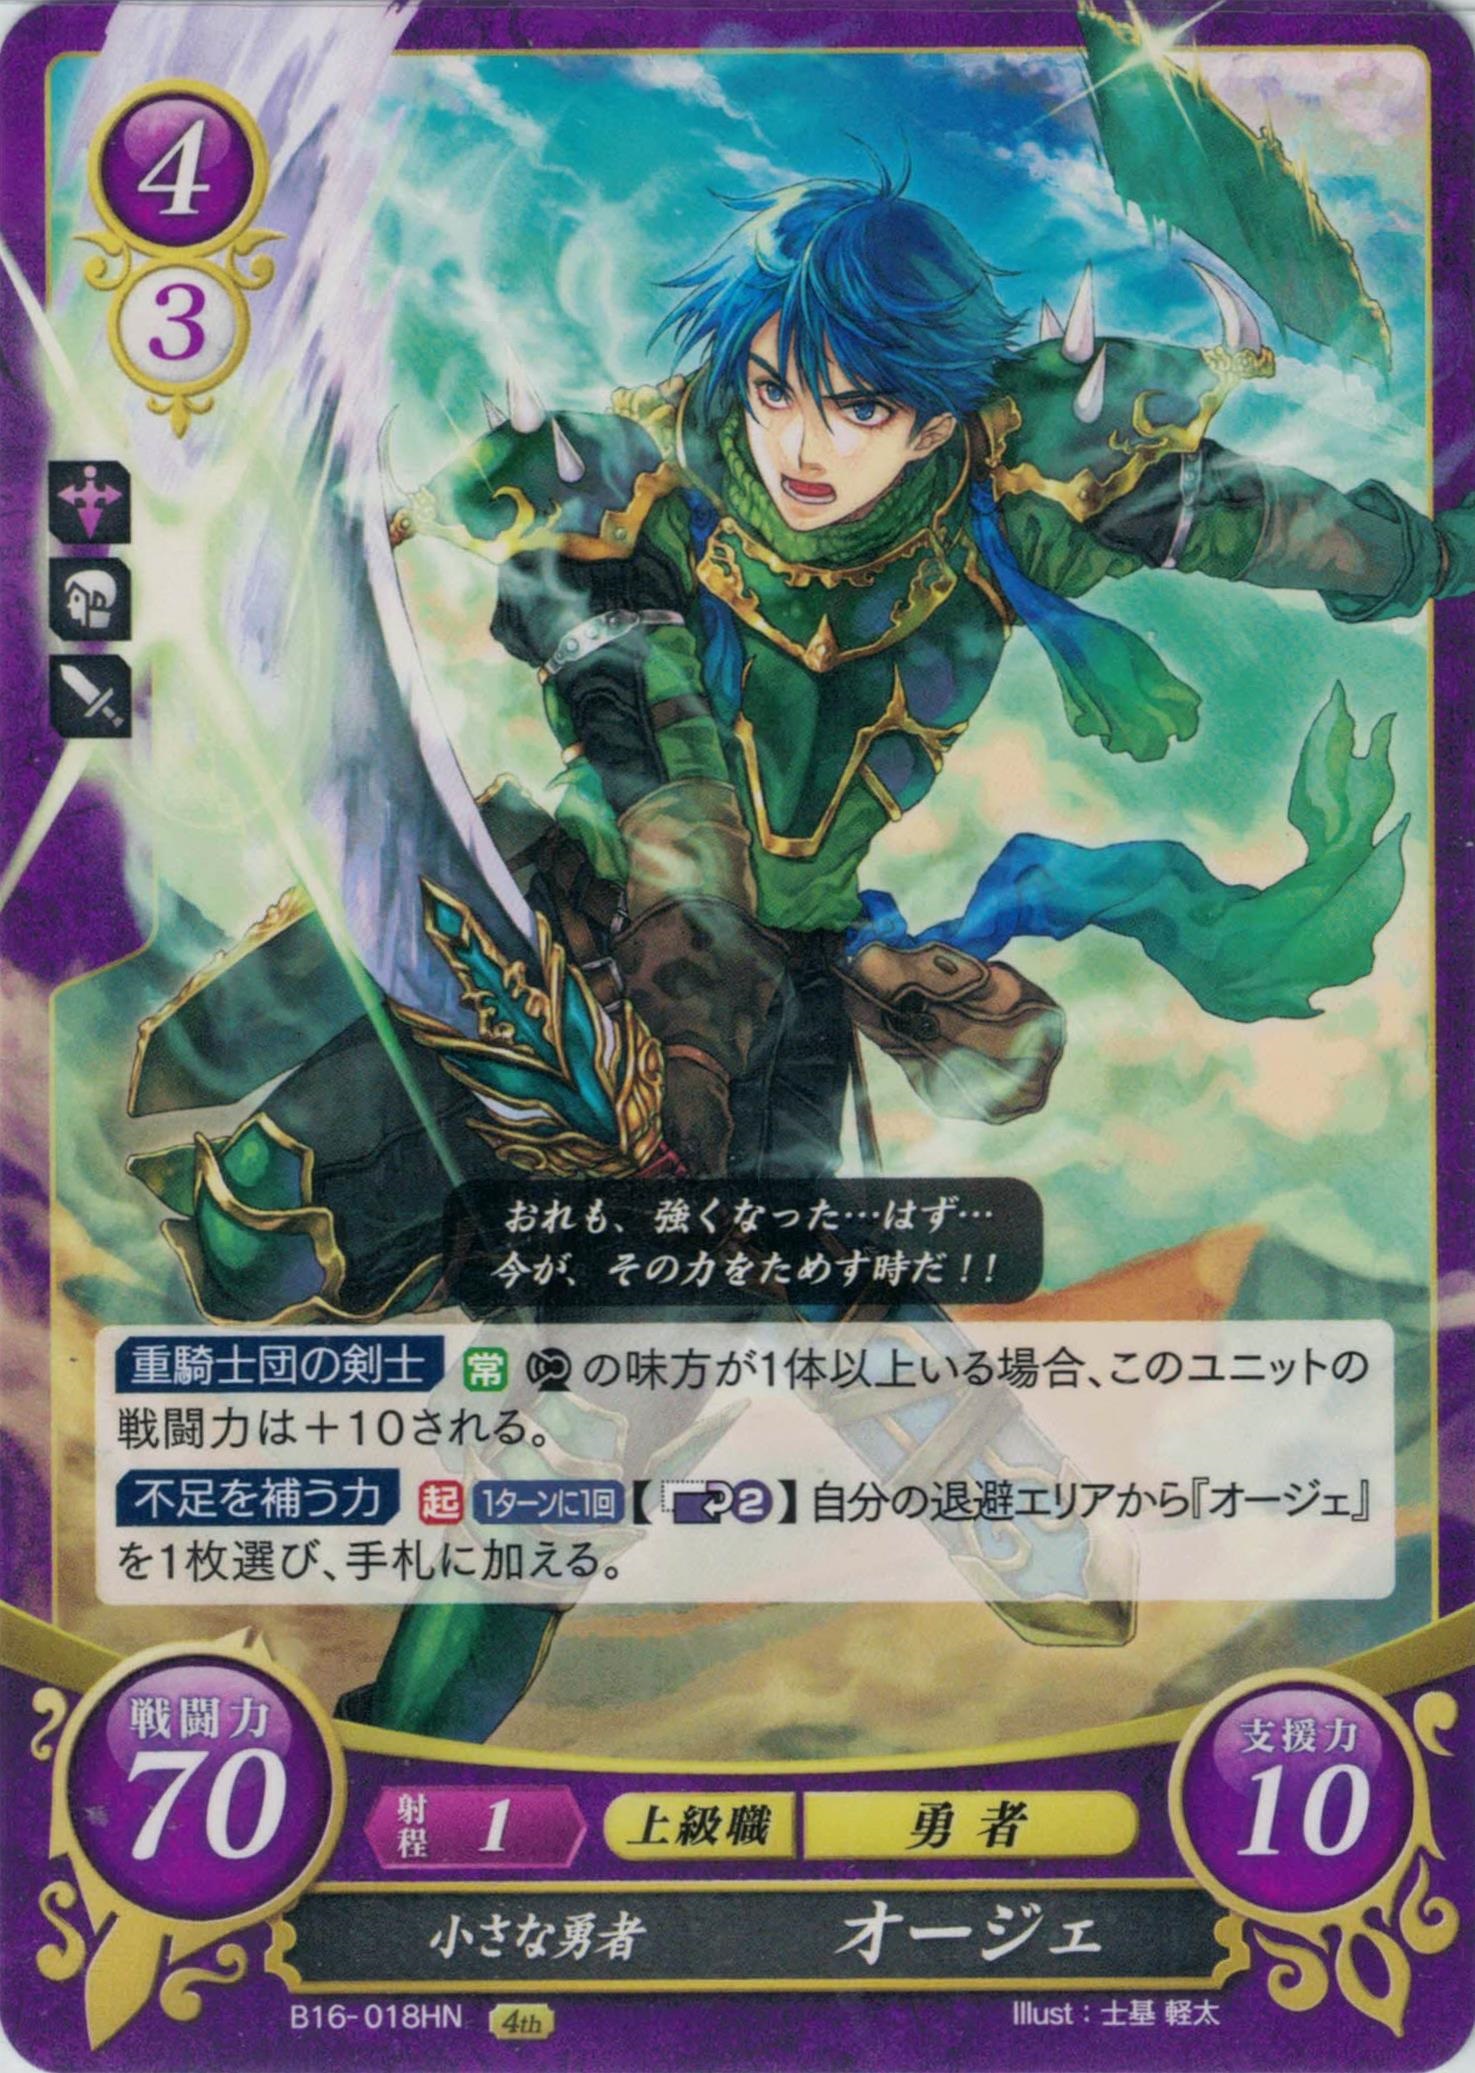 4
3
おれも、強くなった…はず…
今が、その力をためす時だ!!
重騎士団の剣士 常 の味方が1体以上いる場合、このユニットの
戦闘力は+10される。
不足を補う力 起 1ターンに1回【2】自分の退避エリアから『オージェ』
を1枚選び、手札に加える。
戦闘力
70
射程 1
上級職 勇者
支援力
10
小さな勇者 オージェ
B16-018HN 4th
Illust:士基 軽太